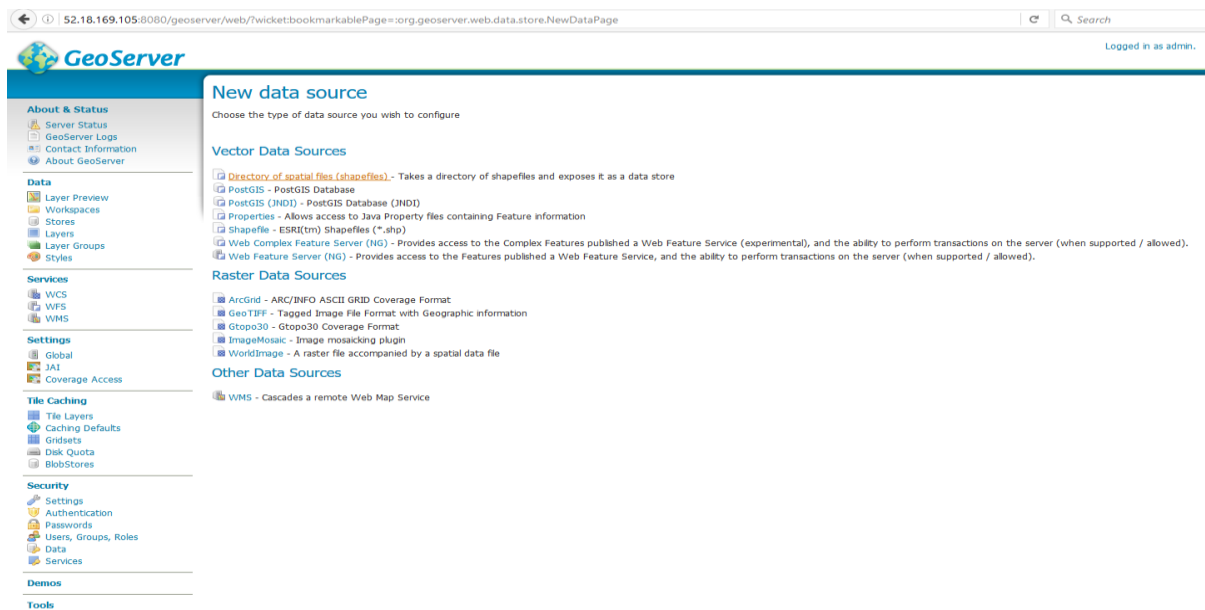 52.18.169.105:8080/geoserver/web/?wicket:bookmarkablePage=:org.geoserver.web.data.store.NewDataPage
Search
GeoServer
Logged in as admin.
About & Status
Server Status
GeoServer Logs
Contact Information
About GeoServer
Data
Layer Preview
Workspaces
Stores
Layers
Layer Groups
Styles
Services
WCS
WFS
WMS
Settings
Global
JAI
Coverage Access
Tile Caching
Tile Layers
Caching Defaults
Gridsets
Disk Quota
BlobStores
Security
Settings
Authentication
Passwords
Users, Groups, Roles
Data
Services
Demos
Tools
New data source
Choose the type of data source you wish to configure
Vector Data Sources
Directory of spatial files (shapefiles) - Takes a directory of shapefiles and exposes it as a data store
PostGIS - PostGIS Database
PostGIS (JNDI) - PostGIS Database (JNDI)
Properties - Allows access to Java Property files containing Feature information
Shapefile - ESRI(tm) Shapefiles (*.shp)
Web Complex Feature Server (NG) - Provides access to the Complex Features published a Web Feature Service (experimental), and the ability to perform transactions on the server (when supported / allowed).
Web Feature Server (NG) - Provides access to the Features published a Web Feature Service, and the ability to perform transactions on the server (when supported / allowed).
Raster Data Sources
ArcGrid - ARC/INFO ASCII GRID Coverage Format
GeoTIFF - Tagged Image File Format with Geographic information
Gtopo30 - Gtopo30 Coverage Format
ImageMosaic - Image mosaicking plugin
WorldImage - A raster file accompanied by a spatial data file
Other Data Sources
WMS - Cascades a remote Web Map Service